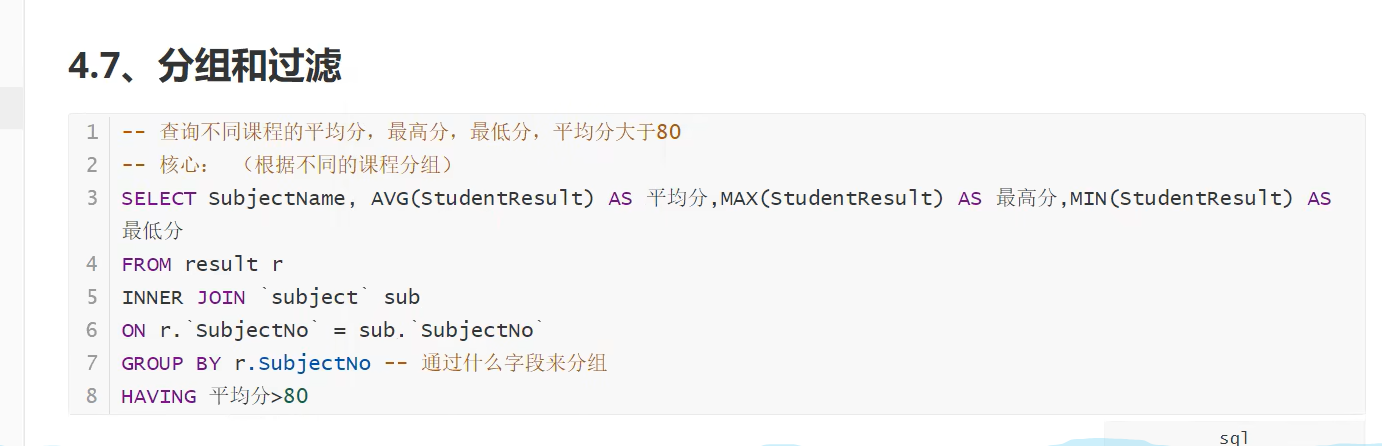 4.7、分组和过滤
1 -- 查询不同课程的平均分，最高分，最低分，平均分大于80
2 -- 核心： （根据不同的课程分组）
3 SELECT SubjectName, AVG(StudentResult) AS 平均分,MAX(StudentResult) AS 最高分,MIN(StudentResult) AS
最低分
4 FROM result r
5 INNER JOIN `subject` sub
6 ON r.`SubjectNo` = sub.`SubjectNo`
7 GROUP BY r.SubjectNo -- 通过什么字段来分组
8 HAVING 平均分>80
sql